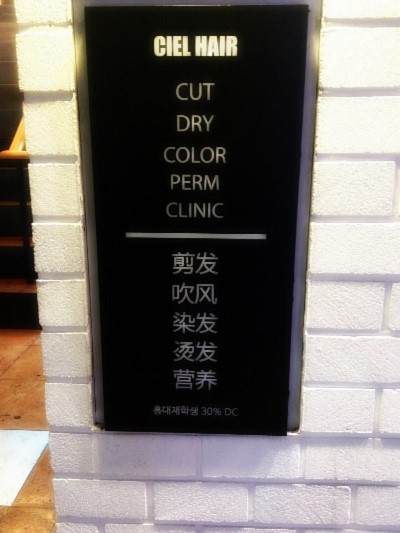 CIEL HAIR
CUT
DRY
COLOR
PERM
CLINIC
剪发
吹风
染发
烫发
营养
홍대재학생 30% DC